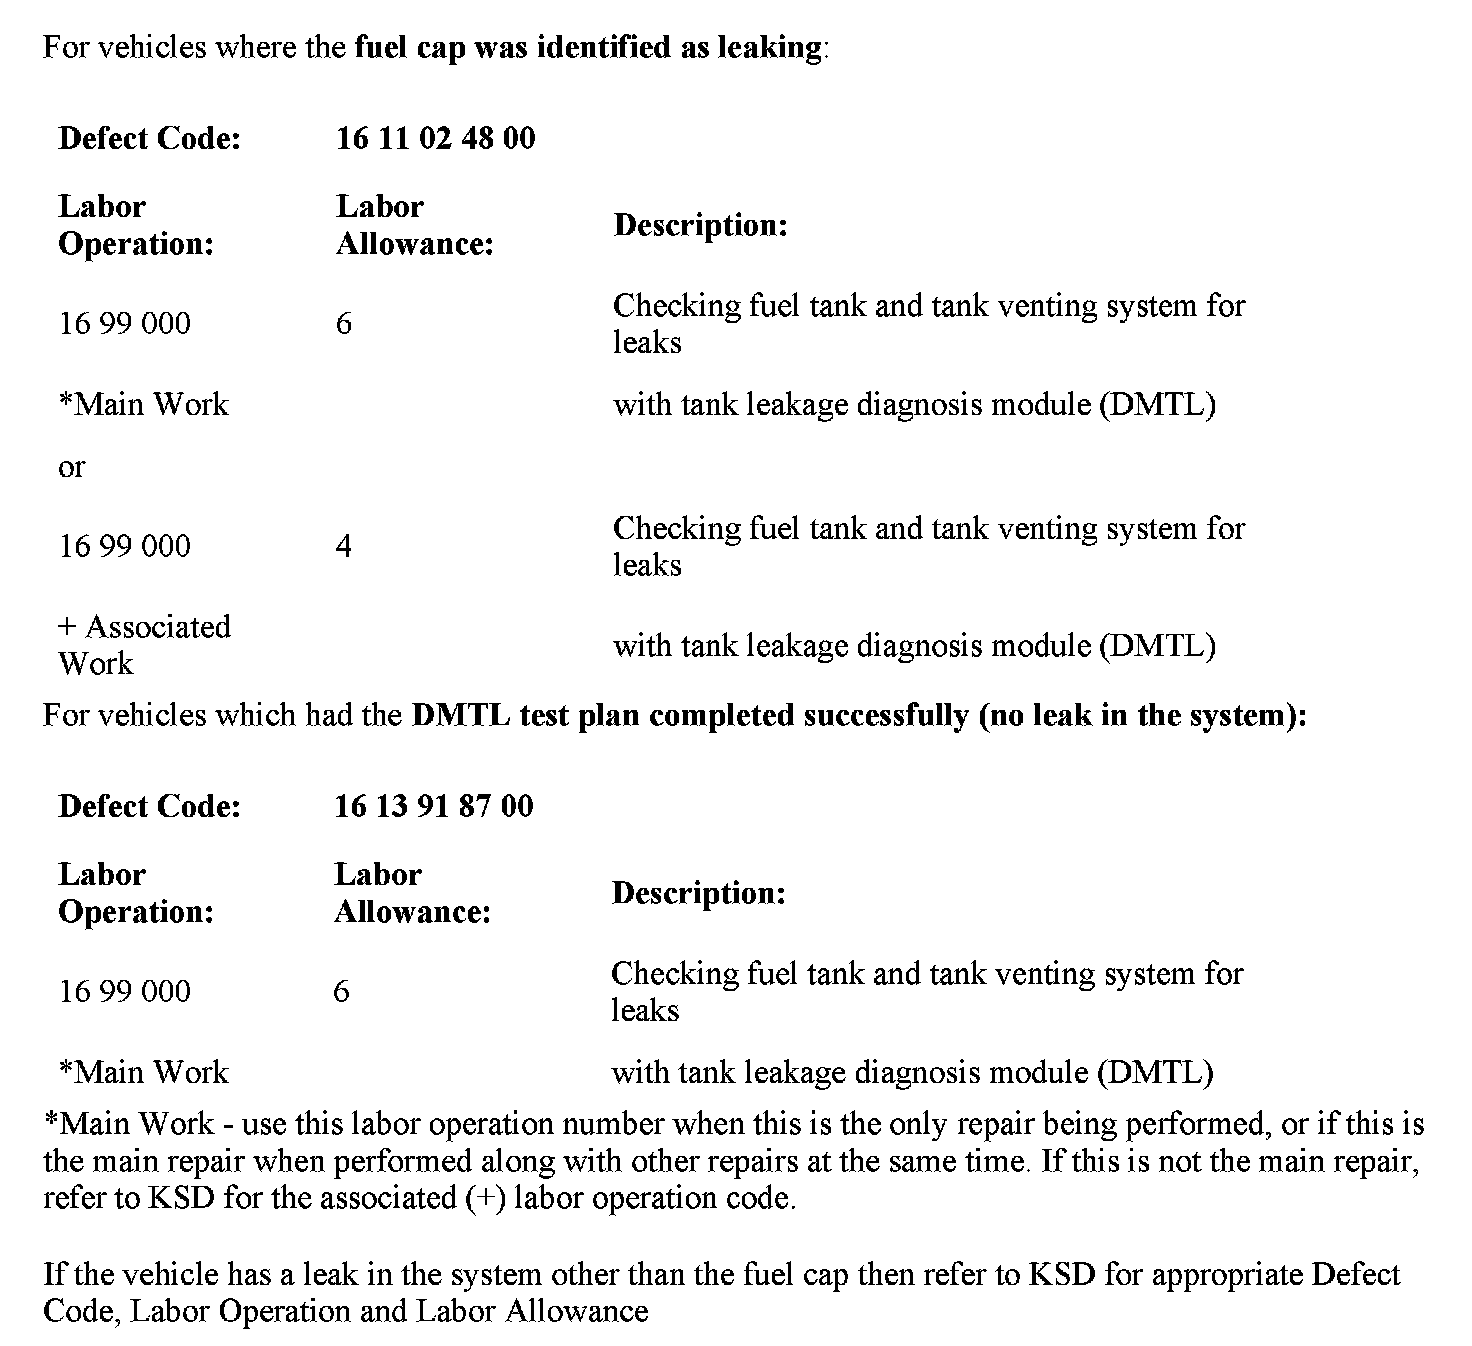 For vehicles where the fuel cap was identified as leaking:
Defect Code: 16 11 02 48 00
Labor Operation: Labor Allowance: Description:
16 99 000 6 Checking fuel tank and tank venting system for
leaks
*Main Work with tank leakage diagnosis module (DMTL)
or
16 99 000 4 Checking fuel tank and tank venting system for
leaks
+ Associated
Work with tank leakage diagnosis module (DMTL)
For vehicles which had the DMTL test plan completed successfully (no leak in the system):
Defect Code: 16 13 91 87 00
Labor Operation: Labor Allowance: Description:
16 99 000 6 Checking fuel tank and tank venting system for
leaks
*Main Work with tank leakage diagnosis module (DMTL)
*Main Work - use this labor operation number when this is the only repair being performed, or if this is
the main repair when performed along with other repairs at the same time. If this is not the main repair,
refer to KSD for the associated (+) labor operation code.
If the vehicle has a leak in the system other than the fuel cap then refer to KSD for appropriate Defect
Code, Labor Operation and Labor Allowance